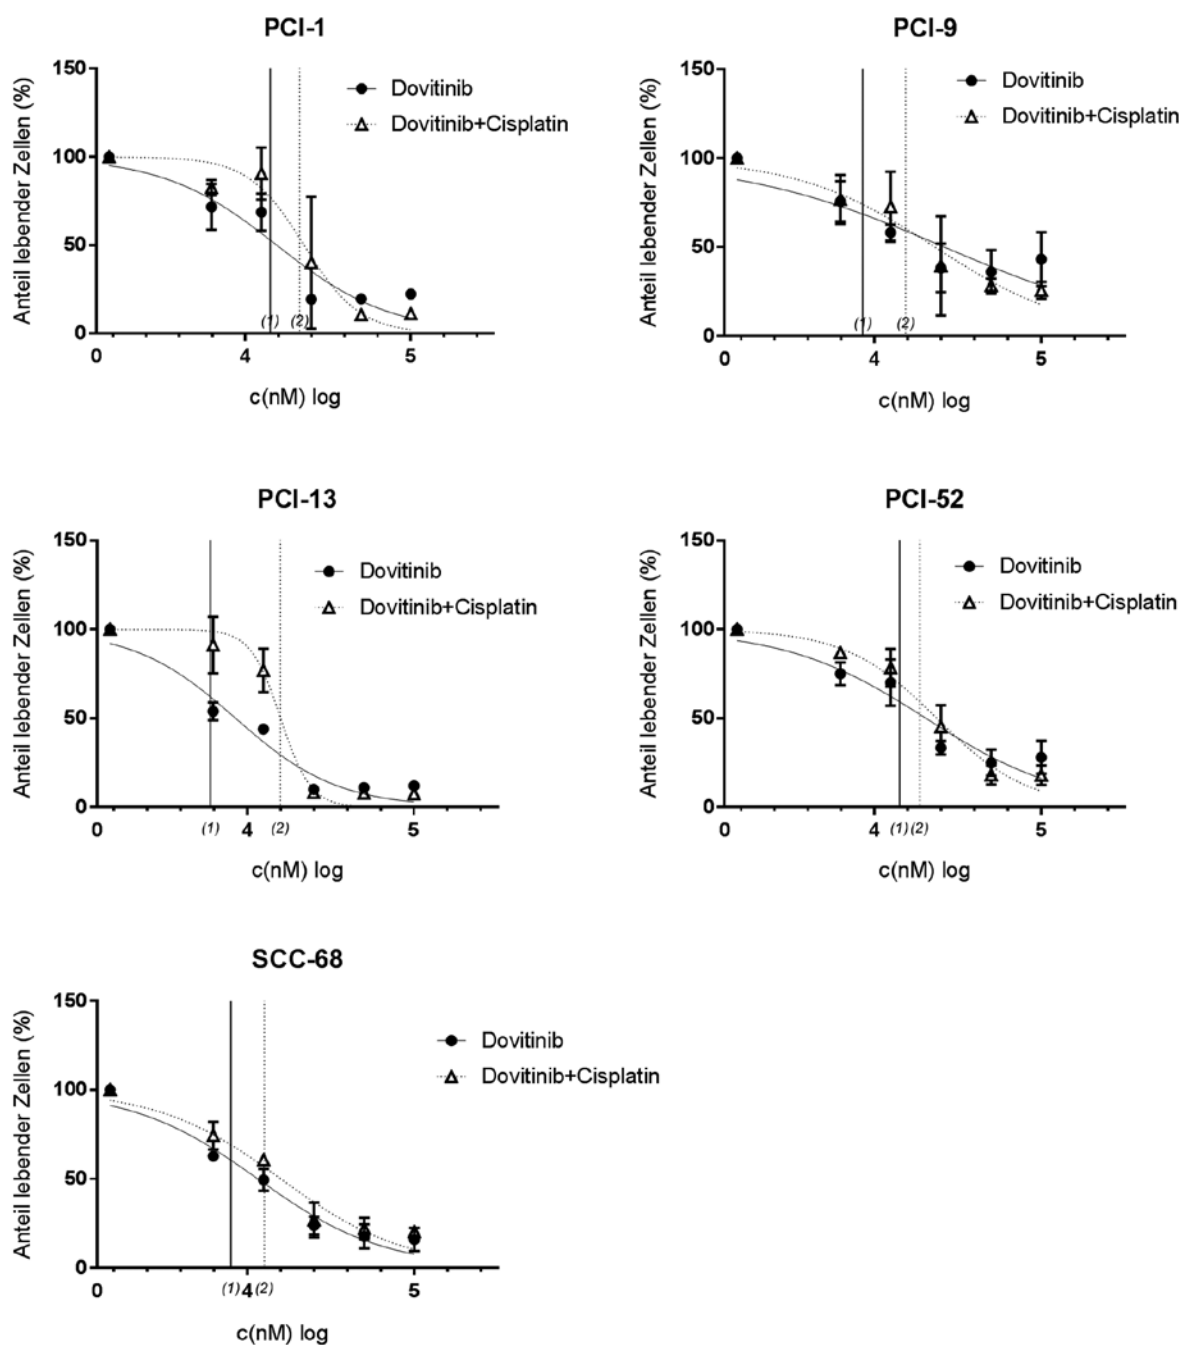 PCI-1
Anteil lebender Zellen (%)
150
100
50
0
Dovitinib
Dovitinib+Cisplatin
(1) (2)
0 4 5
c(nM) log
PCI-9
Anteil lebender Zellen (%)
150
100
50
0
Dovitinib
Dovitinib+Cisplatin
(1) (2)
0 4 5
c(nM) log
PCI-13
Anteil lebender Zellen (%)
150
100
50
0
Dovitinib
Dovitinib+Cisplatin
0 (1) 4 (2) 5
c(nM) log
PCI-52
Anteil lebender Zellen (%)
150
100
50
0
Dovitinib
Dovitinib+Cisplatin
0 4 (1) (2) 5
c(nM) log
SCC-68
Anteil lebender Zellen (%)
150
100
50
0
Dovitinib
Dovitinib+Cisplatin
0 (1) 4 (2) 5
c(nM) log